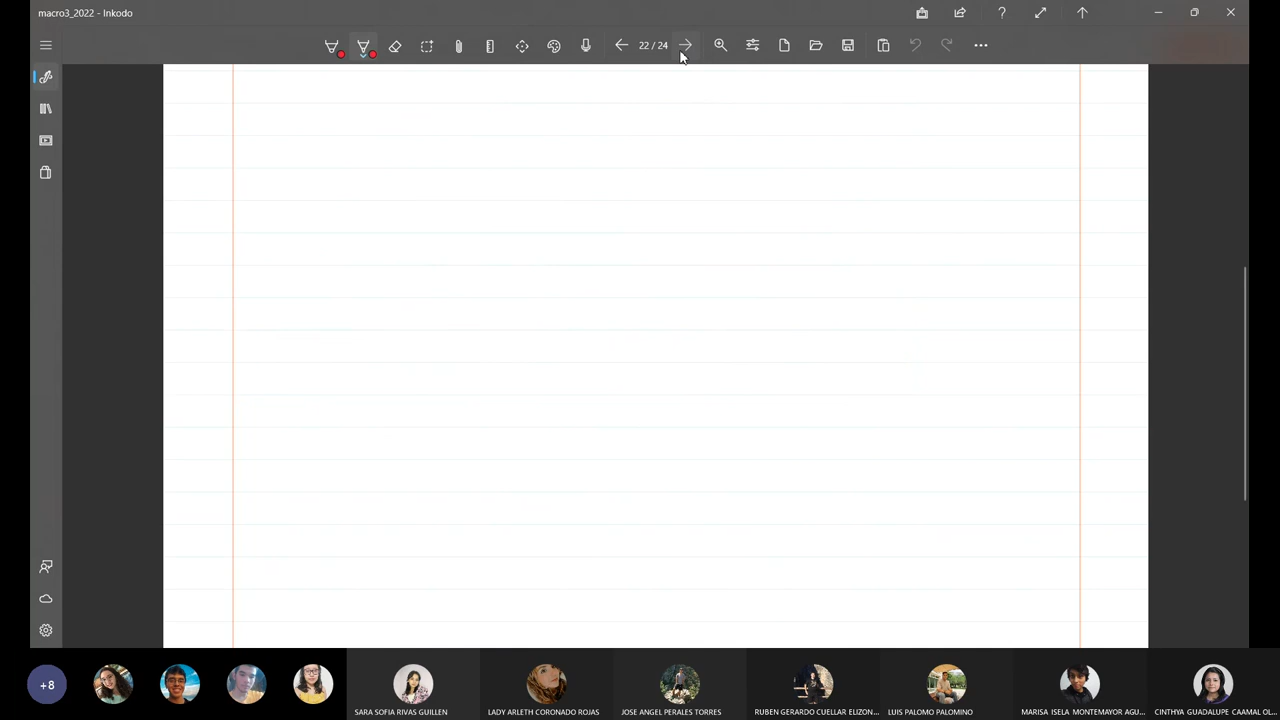 macro3_2022 - Inkodo
22 / 24
+8
SARA SOFIA RIVAS GUILLEN
LADY ARLETH CORONADO ROJAS
JOSE ANGEL PERALES TORRES
RUBEN GERARDO CUELLAR ELIZON...
LUIS PALOMO PALOMINO
MARISA ISELA MONTEMAYOR AGU...
CINTHYA GUADALUPE CAAMAL OL...